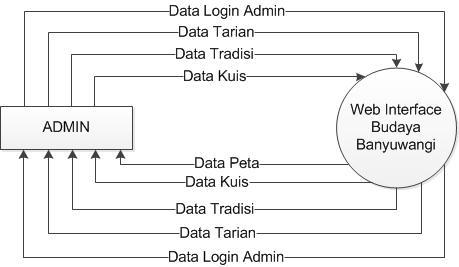 Data Login Admin
Data Tarian
Data Tradisi
Data Kuis
ADMIN
Web Interface
Budaya
Banyuwangi
Data Peta
Data Kuis
Data Tradisi
Data Tarian
Data Login Admin